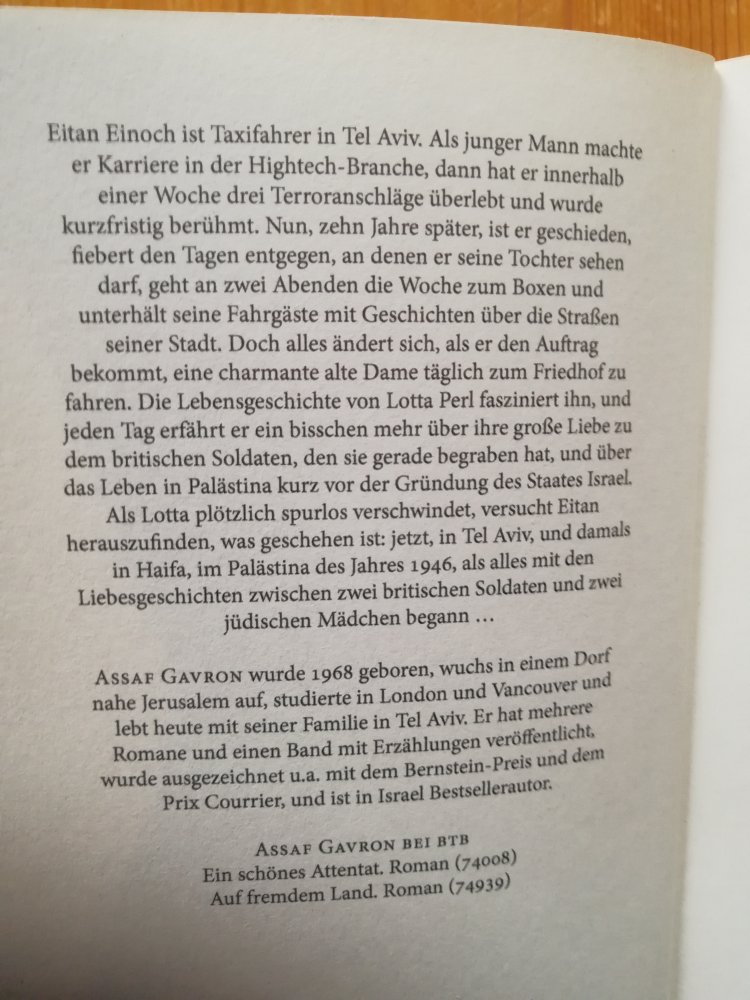 Eitan Einoch ist Taxifahrer in Tel Aviv. Als junger Mann machte
er Karriere in der Hightech-Branche, dann hat er innerhalb
einer Woche drei Terroranschläge überlebt und wurde
kurzfristig berühmt. Nun, zehn Jahre später, ist er geschieden,
fiebert den Tagen entgegen, an denen er seine Tochter sehen
darf, geht an zwei Abenden die Woche zum Boxen und
unterhält seine Fahrgäste mit Geschichten über die Straßen
seiner Stadt. Doch alles ändert sich, als er den Auftrag
bekommt, eine charmante alte Dame täglich zum Friedhof zu
fahren. Die Lebensgeschichte von Lotta Perl fasziniert ihn, und
jeden Tag erfährt er ein bisschen mehr über ihre große Liebe zu
dem britischen Soldaten, den sie gerade begraben hat, und über
das Leben in Palästina kurz vor der Gründung des Staates Israel.
Als Lotta plötzlich spurlos verschwindet, versucht Eitan
herauszufinden, was geschehen ist: jetzt, in Tel Aviv, und damals
in Haifa, im Palästina des Jahres 1946, als alles mit den
Liebesgeschichten zwischen zwei britischen Soldaten und zwei
jüdischen Mädchen begann …
Assaf Gavron wurde 1968 geboren, wuchs in einem Dorf
nahe Jerusalem auf, studierte in London und Vancouver und
lebt heute mit seiner Familie in Tel Aviv. Er hat mehrere
Romane und einen Band mit Erzählungen veröffentlicht,
wurde ausgezeichnet u.a. mit dem Bernstein-Preis und dem
Prix Courrier, und ist in Israel Bestsellerautor.
Assaf Gavron bei btb
Ein schönes Attentat. Roman (74008)
Auf fremdem Land. Roman (74939)